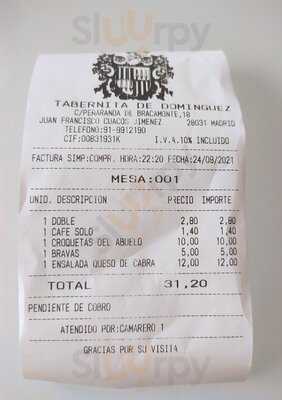 Sluurpy
TABERNITA DE DOMINGUEZ
C/PEÑARANDA DE BRACAMONTE,18
JUAN FRANCISCO CUACOS JIMENEZ 28031 MADRID
TELEFONO:91-9912190
CIF:00831931K I.V.A.10% INCLUIDO
FACTURA SIMP:COMPR. HORA:22:20 FECHA:24/09/2021
MESA:001
UNID. DESCRIPCION PRECIO IMPORTE
1 DOBLE 2,80 2,80
1 CAFE SOLO 1,40 1,40
1 CROQUETAS DEL ABUELO 10,00 10,00
1 BRAVAS 5,00 5,00
1 ENSALADA QUESO DE CABRA 12,00 12,00
TOTAL 31,20
PENDIENTE DE COBRO
ATENDIDO POR:CAMARERO 1
GRACIAS POR SU VISITA
Sluurpy